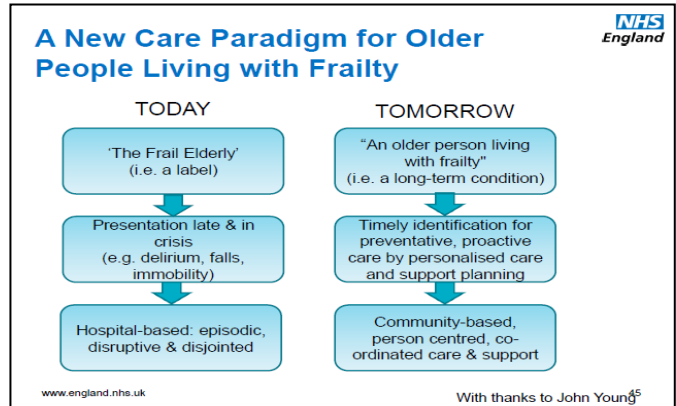 A New Care Paradigm for Older
People Living with Frailty
NHS
England
TODAY
'The Frail Elderly'
(i.e. a label)
Presentation late & in
crisis
(e.g. delirium, falls,
immobility)
Hospital-based: episodic,
disruptive & disjointed
TOMORROW
"An older person living
with frailty"
(i.e. a long-term condition)
Timely identification for
preventative, proactive
care by personalised care
and support planning
Community-based,
person centred, co-
ordinated care & support
www.england.nhs.uk
With thanks to John Young
45